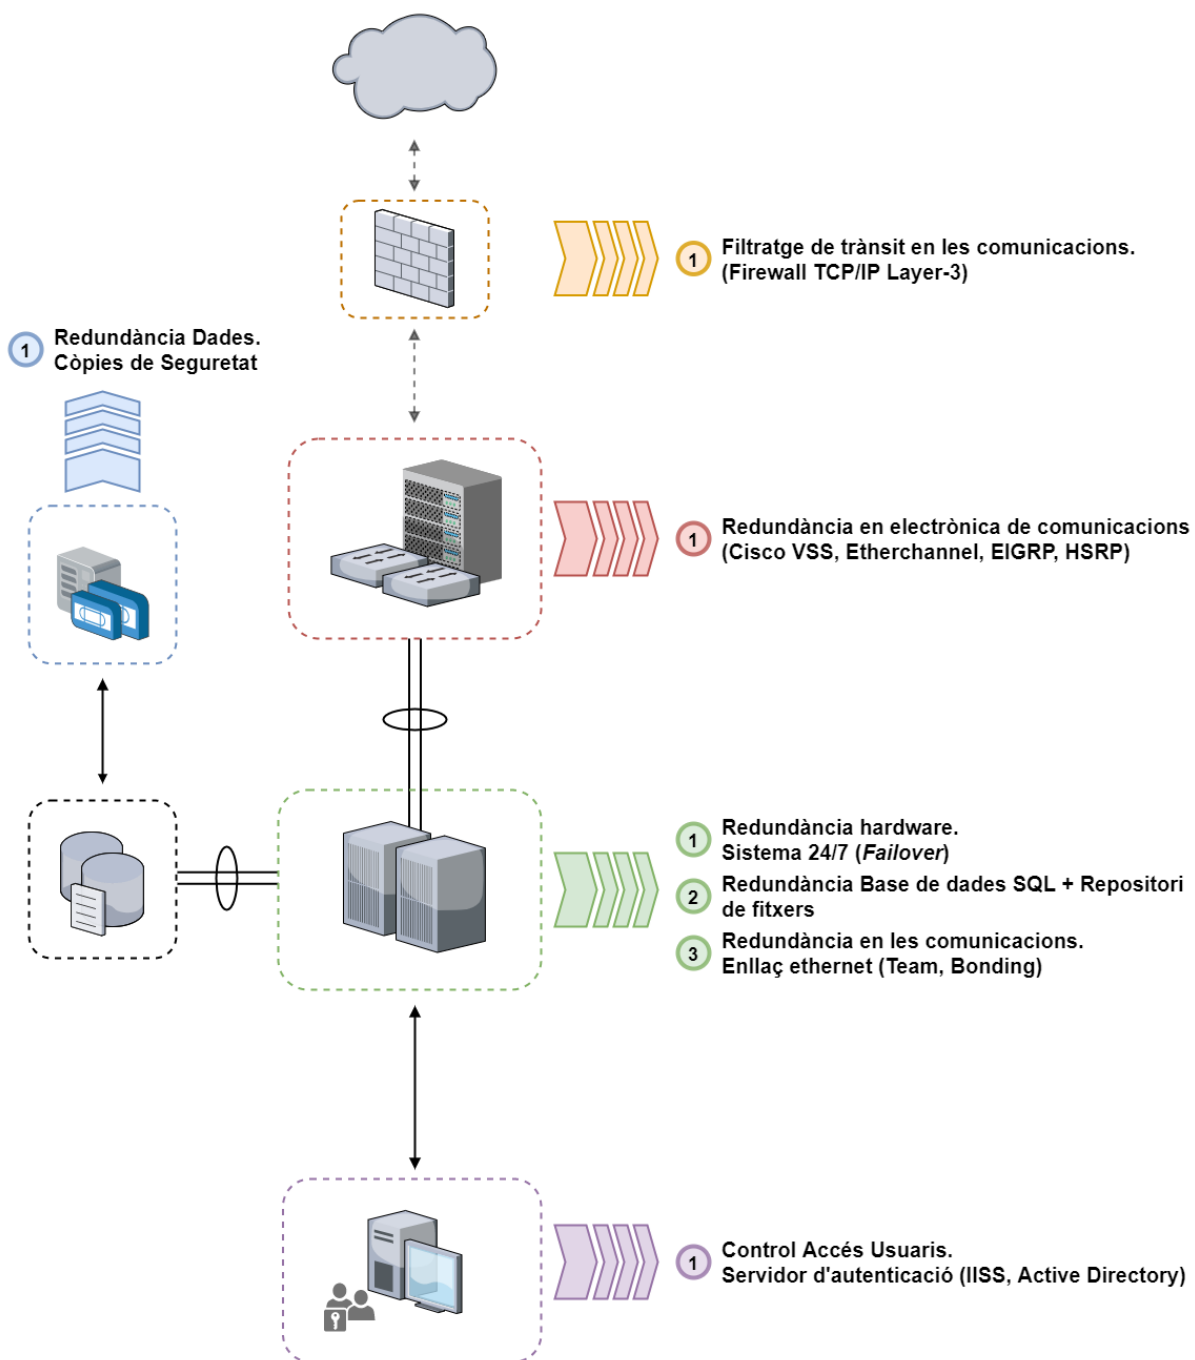 1
Filtratge de trànsit en les comunicacions.
(Firewall TCP/IP Layer-3)
1
Redundància Dades.
Còpies de Seguretat
1
Redundància en electrònica de comunicacions
(Cisco VSS, Etherchannel, EIGRP, HSRP)
1
Redundància hardware.
Sistema 24/7 (Failover)
2
Redundància Base de dades SQL + Repositori
de fitxers
3
Redundància en les comunicacions.
Enllaç ethernet (Team, Bonding)
1
Control Accés Usuaris.
Servidor d'autenticació (IISS, Active Directory)